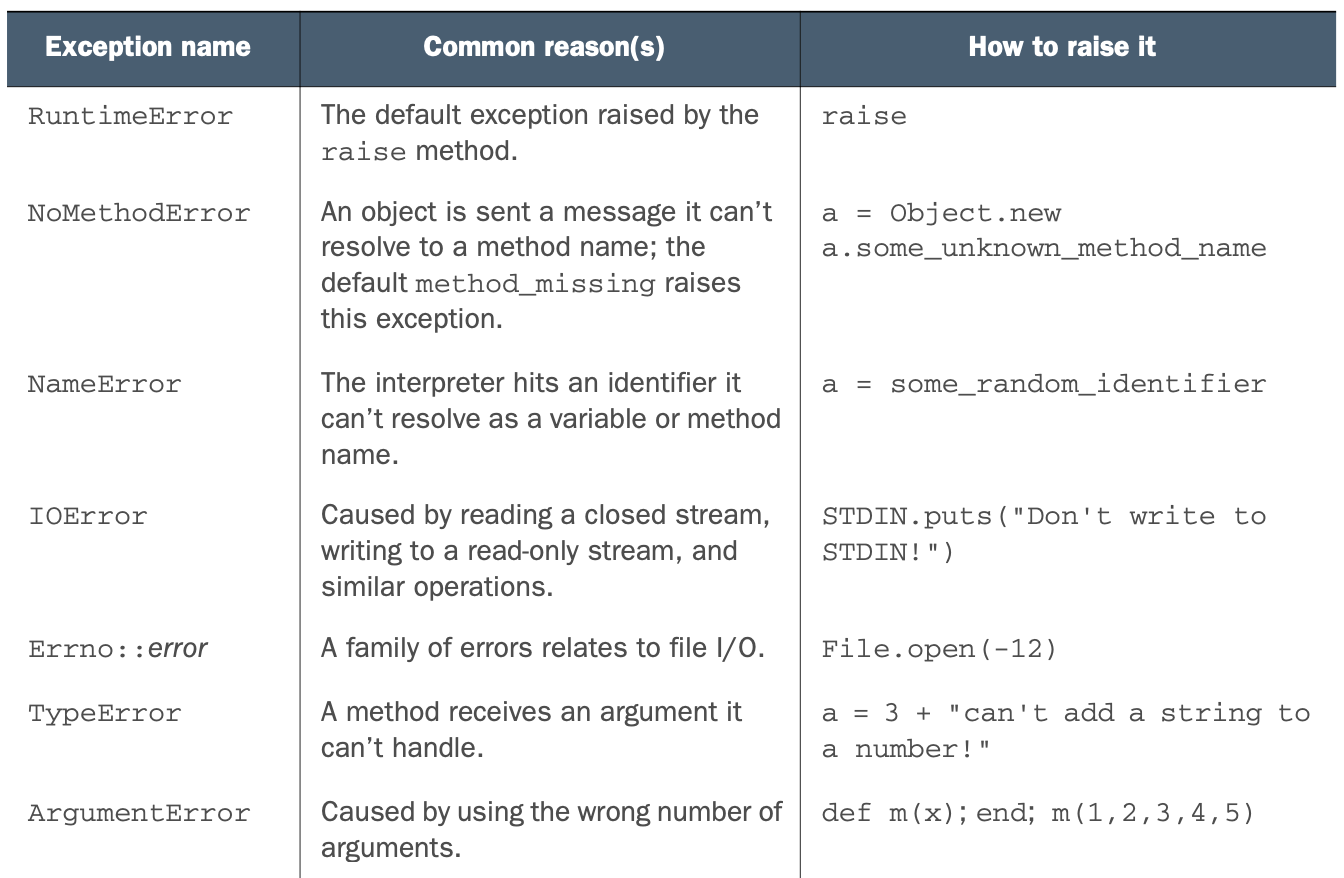 Exception name
Common reason(s)
How to raise it
RuntimeError
The default exception raised by the
raise method.
raise
NoMethodError
An object is sent a message it can’t
resolve to a method name; the
default method_missing raises
this exception.
a = Object.new
a.some_unknown_method_name
NameError
The interpreter hits an identifier it
can’t resolve as a variable or method
name.
a = some_random_identifier
IOError
Caused by reading a closed stream,
writing to a read-only stream, and
similar operations.
STDIN.puts("Don't write to
STDIN!")
Errno::error
A family of errors relates to file I/O.
File.open(-12)
TypeError
A method receives an argument it
can’t handle.
a = 3 + "can't add a string to
a number!"
ArgumentError
Caused by using the wrong number of
arguments.
def m(x); end; m(1,2,3,4,5)